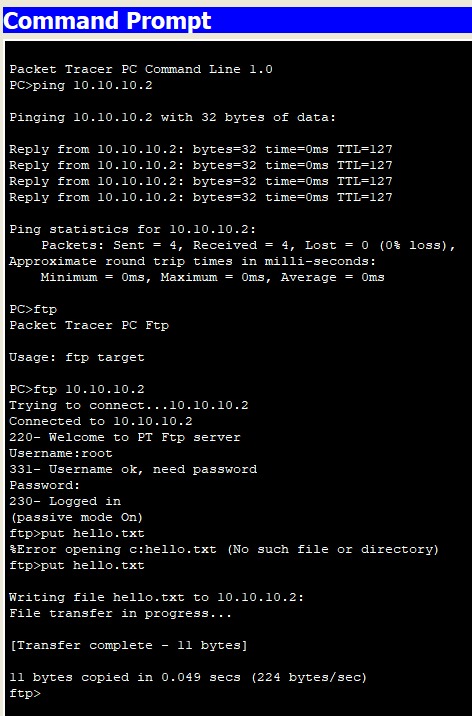 Command Prompt
Packet Tracer PC Command Line 1.0
PC>ping 10.10.10.2
Pinging 10.10.10.2 with 32 bytes of data:
Reply from 10.10.10.2: bytes=32 time=0ms TTL=127
Reply from 10.10.10.2: bytes=32 time=0ms TTL=127
Reply from 10.10.10.2: bytes=32 time=0ms TTL=127
Reply from 10.10.10.2: bytes=32 time=0ms TTL=127
Ping statistics for 10.10.10.2:
    Packets: Sent = 4, Received = 4, Lost = 0 (0% loss),
Approximate round trip times in milli-seconds:
    Minimum = 0ms, Maximum = 0ms, Average = 0ms
PC>ftp
Packet Tracer PC Ftp
Usage: ftp target
PC>ftp 10.10.10.2
Trying to connect...10.10.10.2
Connected to 10.10.10.2
220- Welcome to PT Ftp server
Username:root
331- Username ok, need password
Password:
230- Logged in
(passive mode On)
ftp>put hello.txt
%Error opening c:hello.txt (No such file or directory)
ftp>put hello.txt
Writing file hello.txt to 10.10.10.2:
File transfer in progress...
[Transfer complete - 11 bytes]
11 bytes copied in 0.049 secs (224 bytes/sec)
ftp>